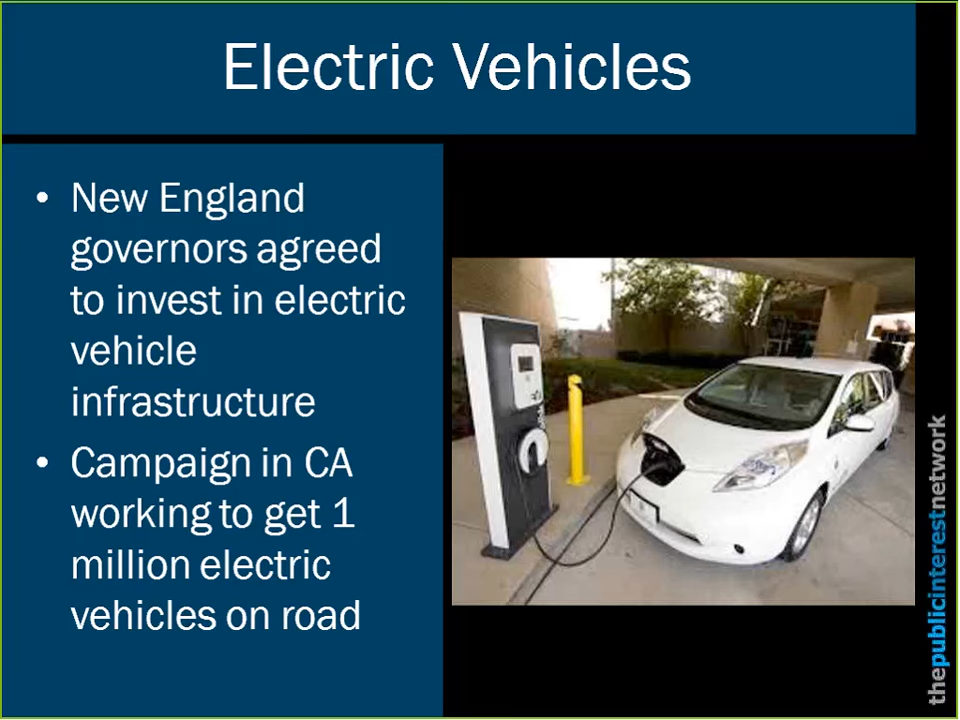 Electric Vehicles
• New England
governors agreed
to invest in electric
vehicle
infrastructure
• Campaign in CA
working to get 1
million electric
vehicles on road
thepublicinterestnetwork